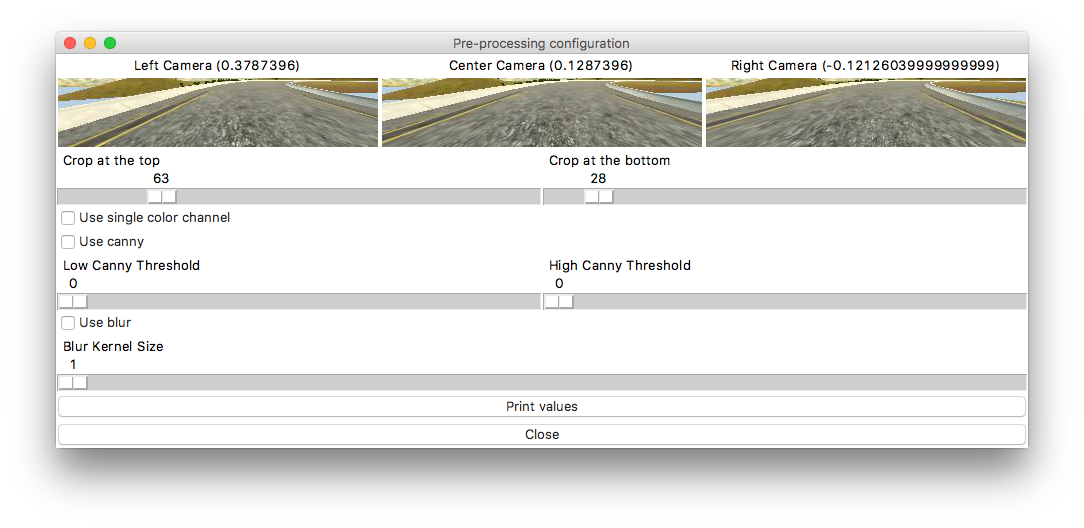 Pre-processing configuration
Left Camera (0.3787396) Center Camera (0.1287396) Right Camera (-0.12126039999999999)
Crop at the top Crop at the bottom
63 28
Use single color channel
Use canny
Low Canny Threshold High Canny Threshold
0 0
Use blur
Blur Kernel Size
1
Print values
Close